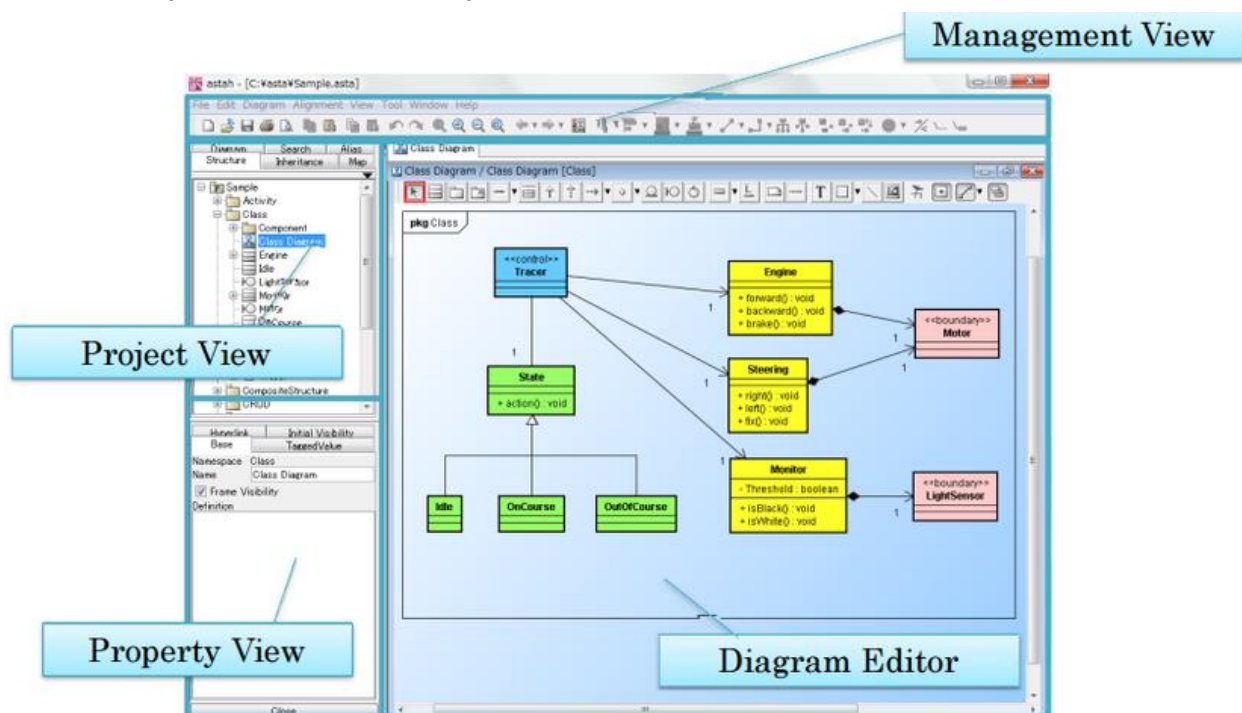 Management View
astah - [C:¥asta¥Sample.asta]
File Edit Diagram Alignment View Tool Window Help
Diagram Search Alias
Structure Inheritance Map
Class Diagram
Class Diagram / Class Diagram [Class]
Sample
Activity
Class
Component
Class Diagram
Engine
Idle
LightSensor
Monitor
Motor
OnCourse
Project View
CompositeStructure
CRUD
Hyperlink Initial Visibility
Base TaggedValue
Namespace Class
Name Class Diagram
Frame Visibility
Definition
Property View
Close
T
pkg Class
<<control>>
Tracer
1
State
+ action() : void
Idle
OnCourse
OutOfCourse
1
Engine
+ forward() : void
+ backward() : void
+ brake() : void
1
Steering
+ right() : void
+ left() : void
+ fix() : void
1
Monitor
- Threshold : boolean
+ isBlack() : void
+ isWhite() : void
<<boundary>>
Motor
1
1
<<boundary>>
LightSensor
1
Diagram Editor